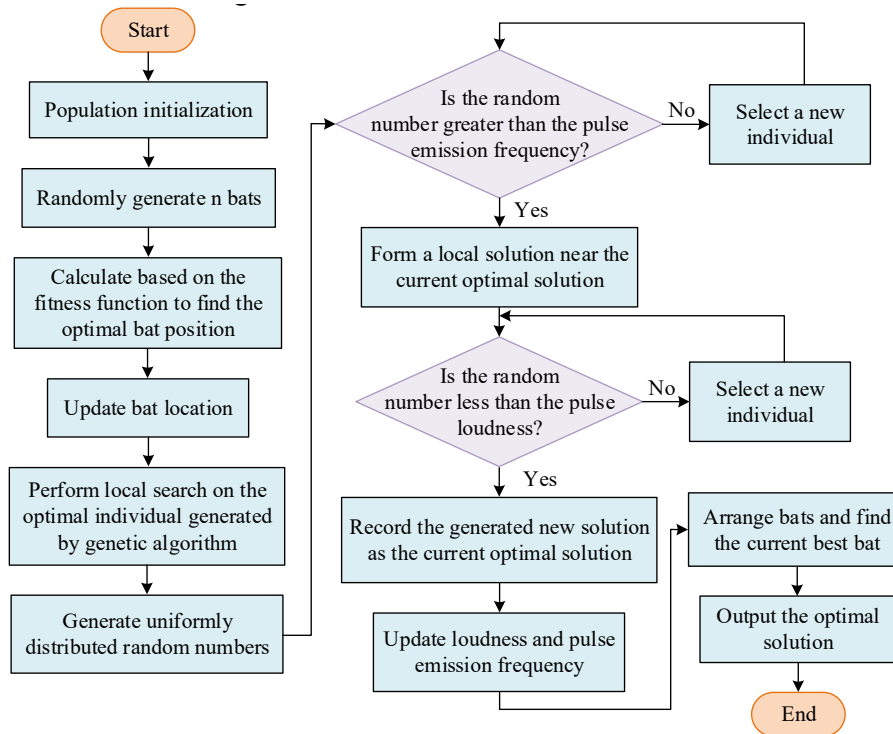 Start
Population initialization
Randomly generate n bats
Calculate based on the
fitness function to find the
optimal bat position
Update bat location
Perform local search on the
optimal individual generated
by genetic algorithm
Generate uniformly
distributed random numbers
Is the random
number greater than the pulse
emission frequency?
No
Select a new
individual
Yes
Form a local solution near the
current optimal solution
Is the random
number less than the pulse
loudness?
No
Select a new
individual
Yes
Record the generated new solution
as the current optimal solution
Update loudness and pulse
emission frequency
Arrange bats and find
the current best bat
Output the optimal
solution
End